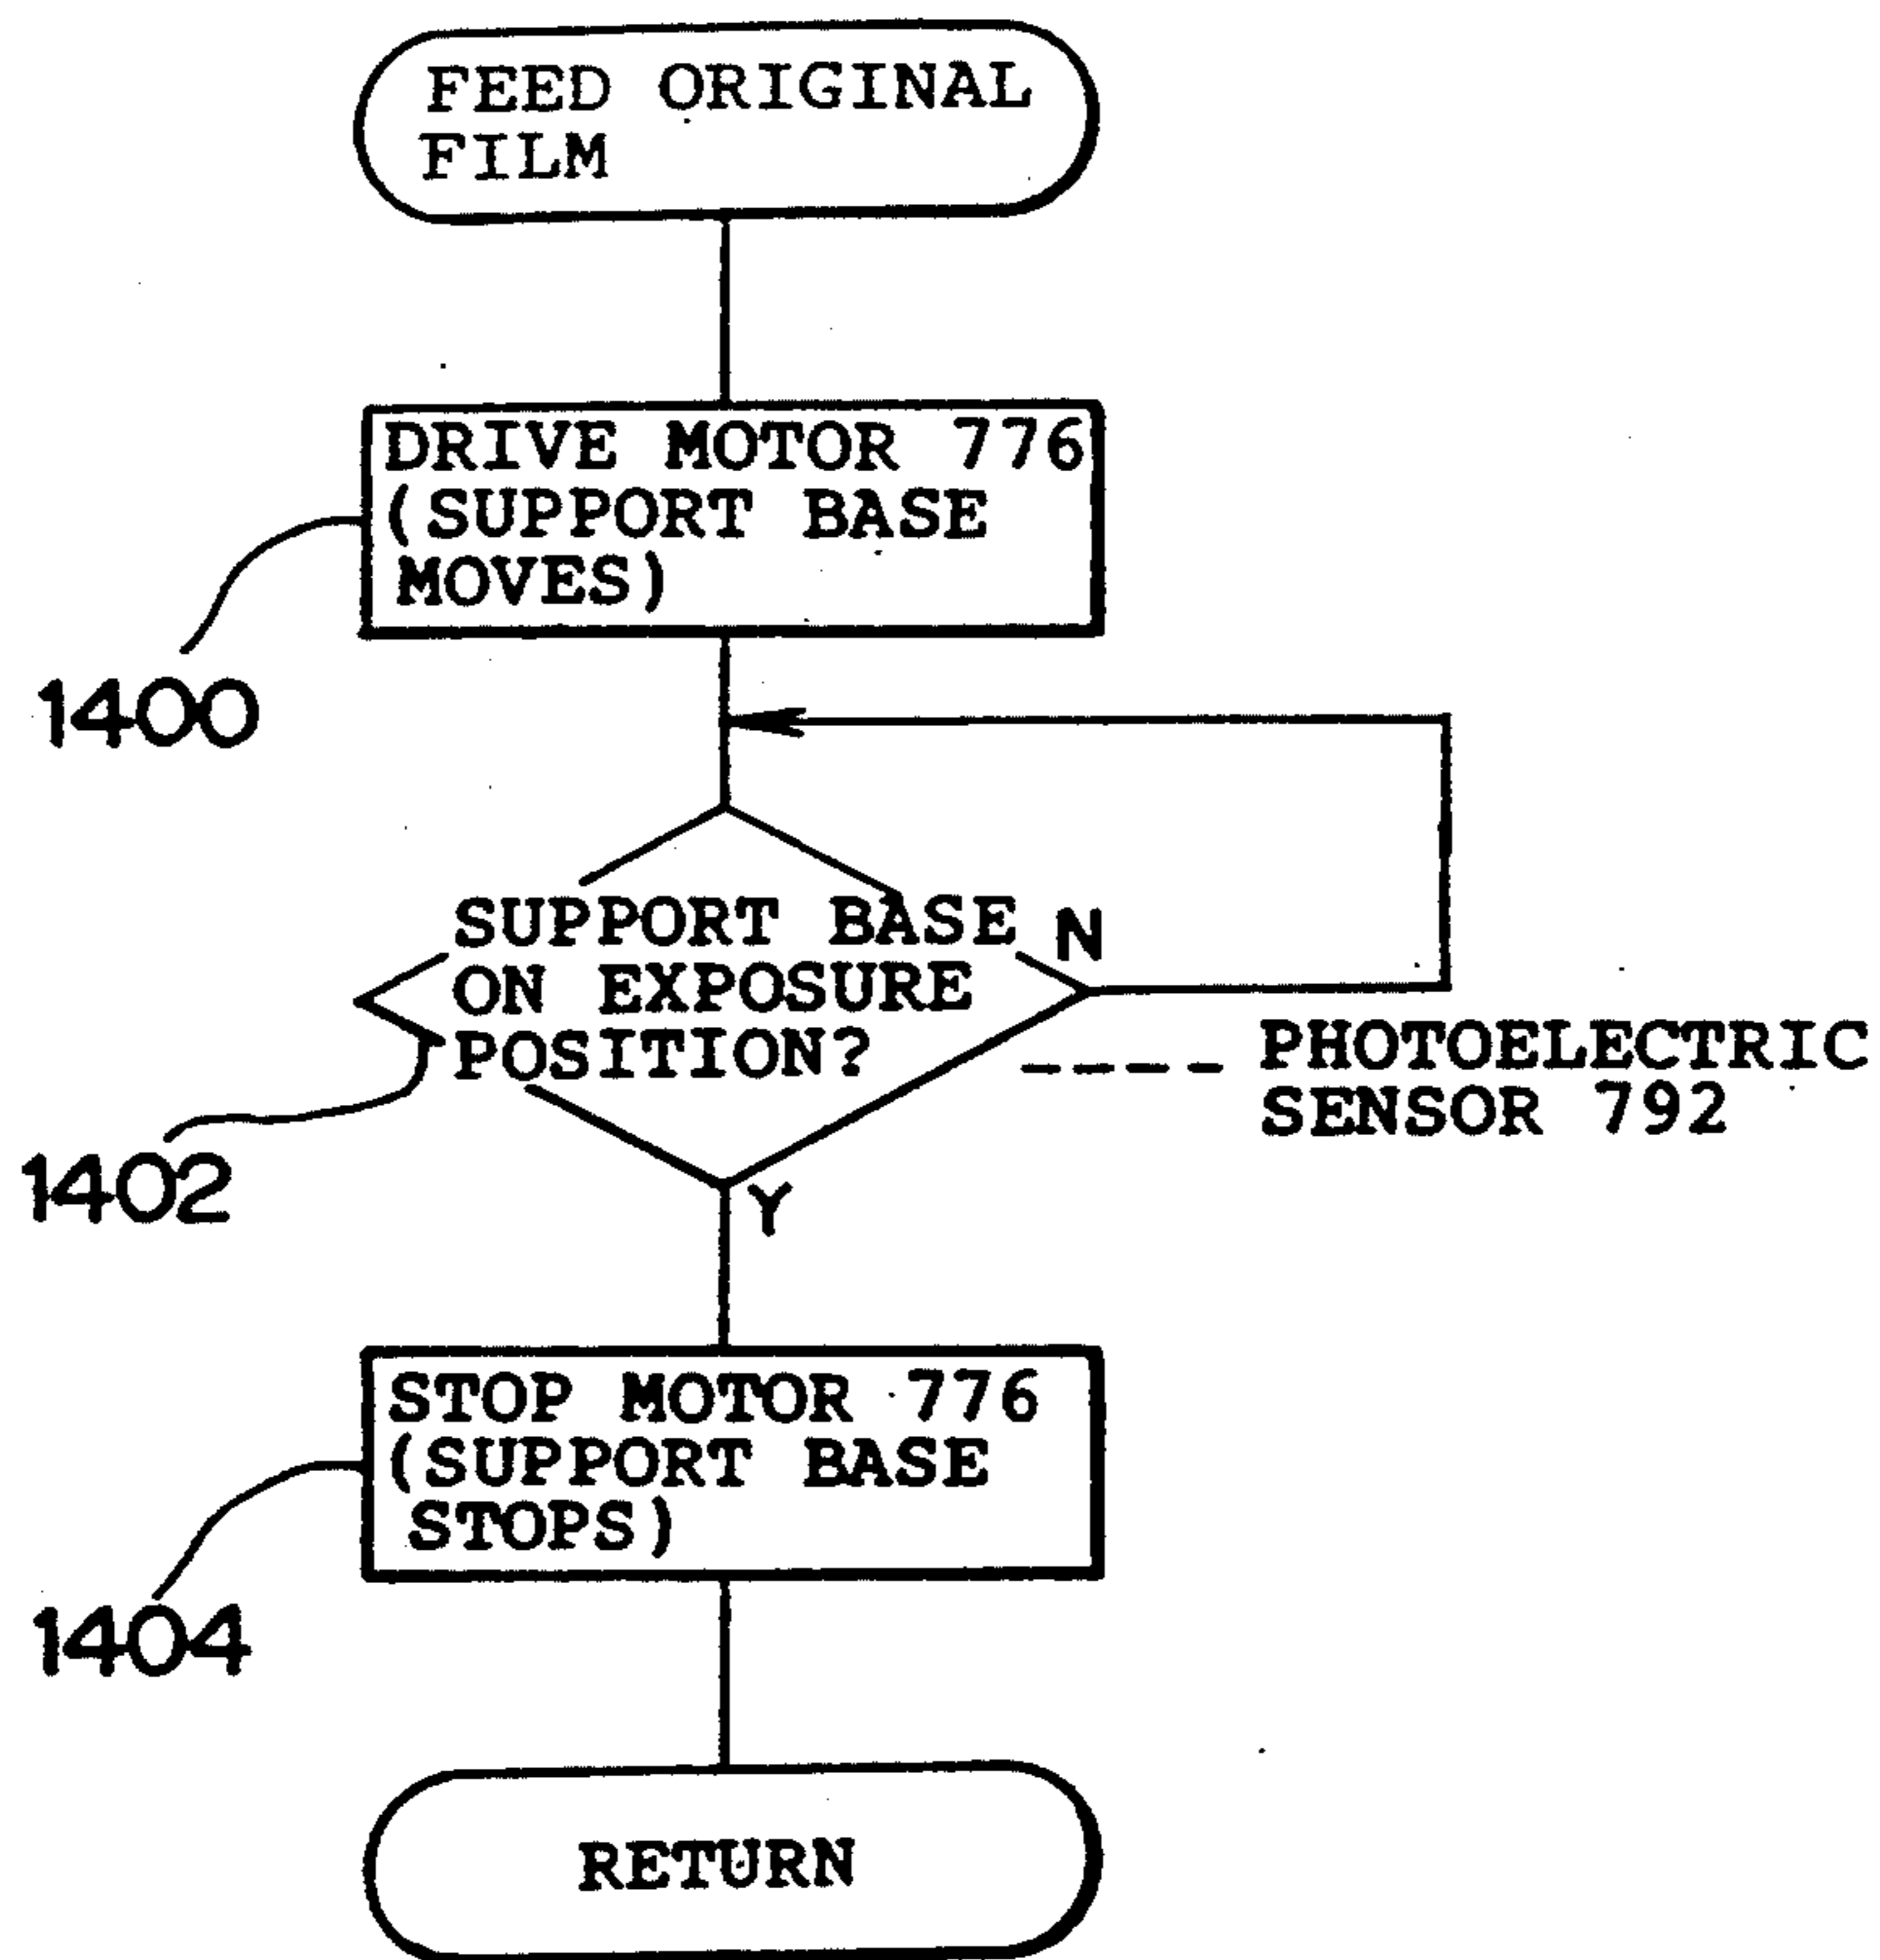 FEED ORIGINAL
FILM
DRIVE MOTOR 776
(SUPPORT BASE
MOVES)
1400
SUPPORT BASE
ON EXPOSURE
POSITION?
N
PHOTOELECTRIC
SENSOR 792
1402
Y
STOP MOTOR 776
(SUPPORT BASE
STOPS)
1404
RETURN